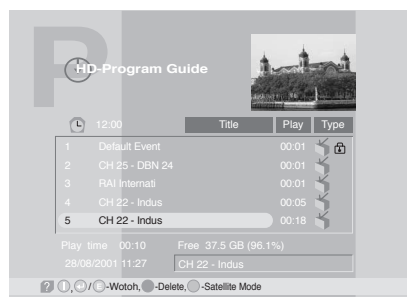 P
HD-Program Guide
12:00 Title Play Type
1 Default Event 00:01
2 CH 25 - DBN 24 00:01
3 RAI Internati 00:01
4 CH 22 - Indus 00:05
5 CH 22 - Indus 00:18
Play time 00:10 Free 37.5 GB (96.1%)
28/08/2001 11:27 CH 22 - Indus
? / E -Wotoh, -Delete, -Satellite Mode